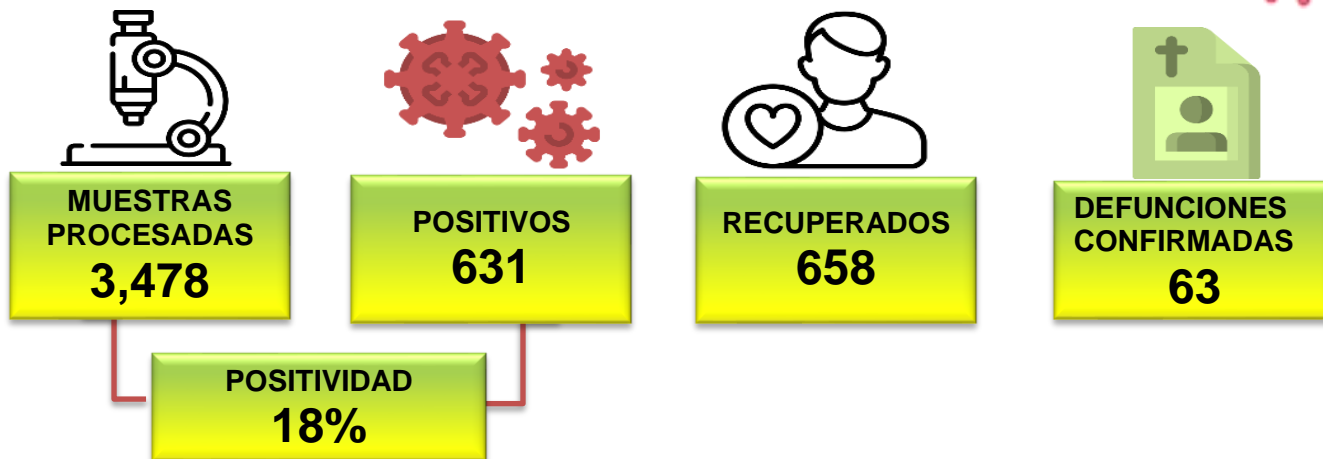 MUESTRAS
PROCESADAS
3,478
POSITIVOS
631
RECUPERADOS
658
DEFUNCIONES
CONFIRMADAS
63
POSITIVIDAD
18%